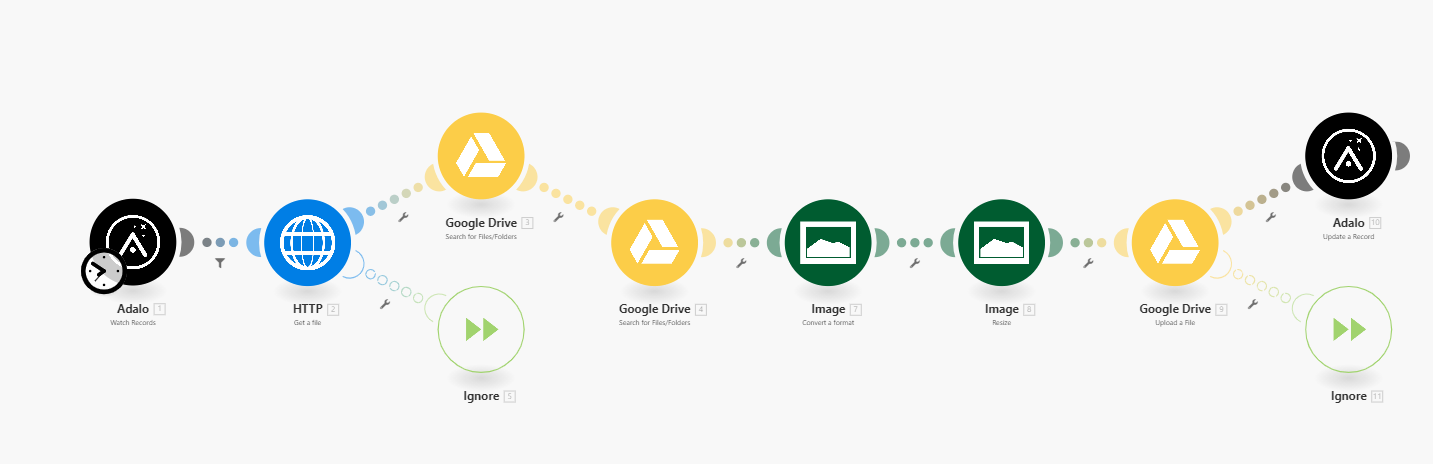 Adalo 1
Watch Records
HTTP 2
Get a file
Google Drive 3
Search for Files/Folders
Ignore 5
Google Drive 4
Search for Files/Folders
Image 7
Convert a format
Image 8
Resize
Google Drive 9
Upload a File
Adalo 10
Update a Record
Ignore 11